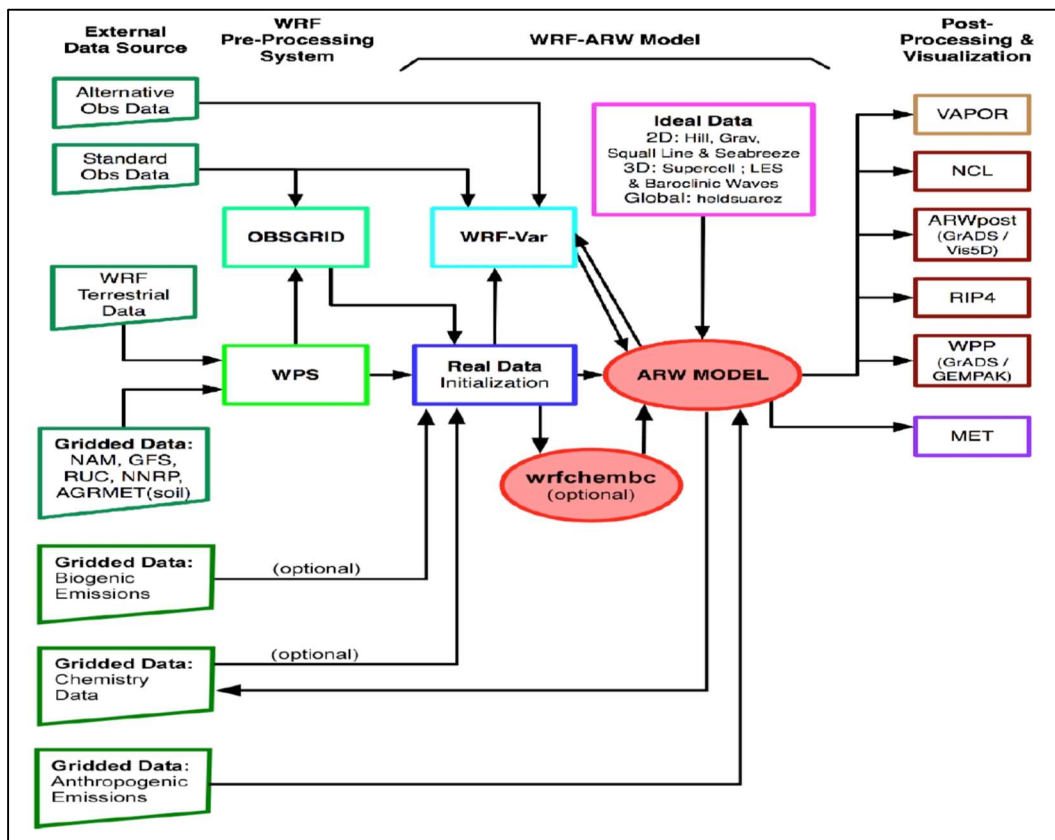 External
Data Source
WRF
Pre-Processing
System
WRF-ARW Model
Post-
Processing &
Visualization
Alternative
Obs Data
Standard
Obs Data
WRF
Terrestrial
Data
Gridded Data:
NAM, GFS,
RUC, NNRP,
AGRMET(soil)
Gridded Data:
Biogenic
Emissions
Gridded Data:
Chemistry
Data
Gridded Data:
Anthropogenic
Emissions
(optional)
(optional)
OBSGRID
WPS
WRF-Var
Real Data
Initialization
Ideal Data
2D: Hill, Grav,
Squall Line & Seabreeze
3D: Supercell ; LES
& Baroclinic Waves
Global: heldsuarez
ARW MODEL
wrfchembc
(optional)
VAPOR
NCL
ARWpost
(GrADS /
Vis5D)
RIP4
WPP
(GrADS /
GEMPAK)
MET